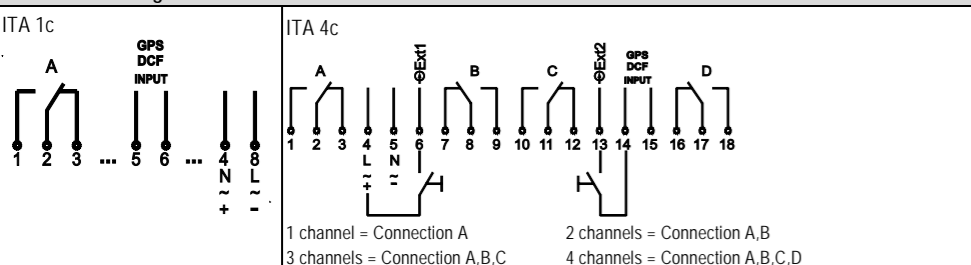 ITA 1c
GPS
DCF
INPUT
A
1 2 3 ... 5 6 ... 4 8
N L
~ ~
+ -
ITA 4c
A Ext1 B C Ext2 GPS DCF INPUT D
1 2 3 4 5 6 7 8 9 10 11 12 13 14 15 16 17 18
L N
~ ~
+ -
1 channel = Connection A
2 channels = Connection A,B
3 channels = Connection A,B,C
4 channels = Connection A,B,C,D